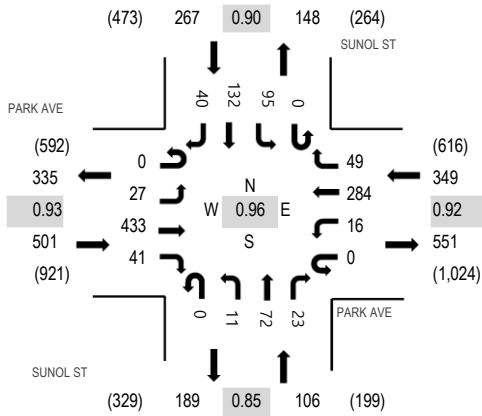 (473) 267 0.90 148 (264)
SUNOL ST
PARK AVE
40 132 95 0
(592)
335
0.93
501
(921)
0
27
433
41
N
W 0.96 E
S
49
284
16
0
(616)
349
0.92
551
(1,024)
0 11 72 23
PARK AVE
SUNOL ST
(329) 189 0.85 106 (199)